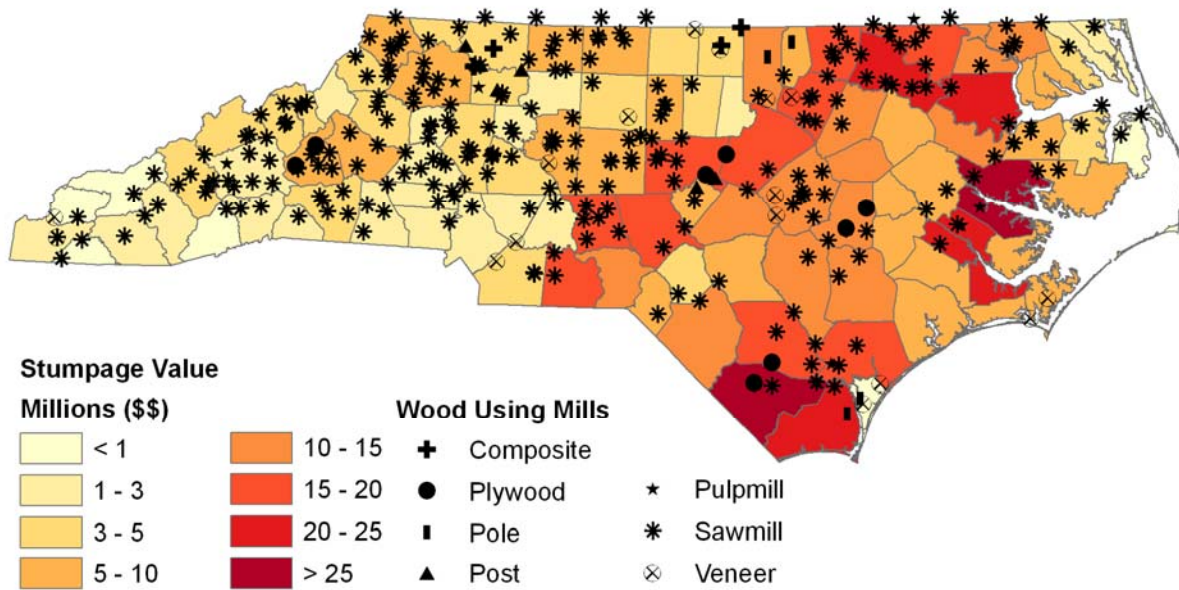 Stumpage Value
Millions ($$)
< 1
1 - 3
3 - 5
5 - 10
10 - 15
15 - 20
20 - 25
> 25
Wood Using Mills
Composite
Plywood
Pole
Post
Pulpmill
Sawmill
Veneer